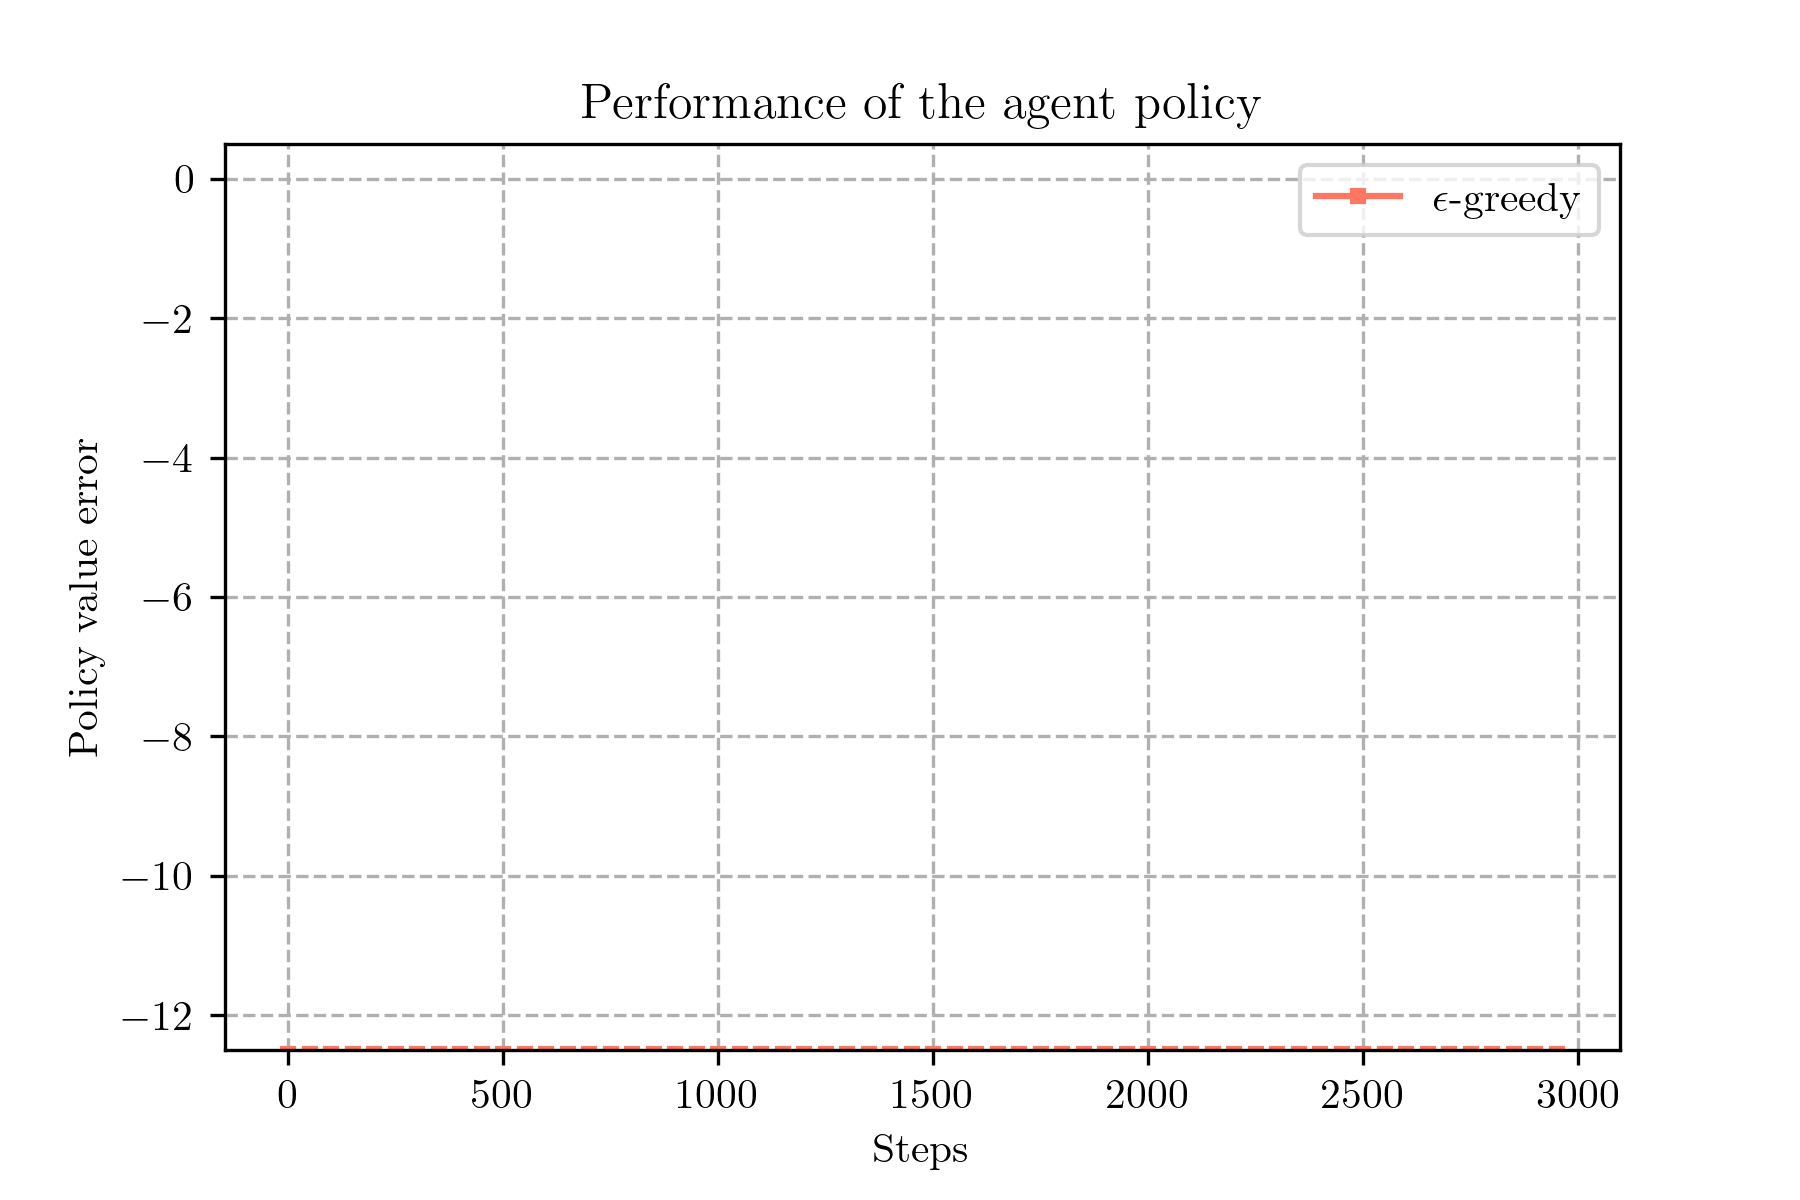 Performance of the agent policy
ϵ-greedy
0
−2
−4
−6
−8
−10
−12
Policy value error
0 500 1000 1500 2000 2500 3000
Steps